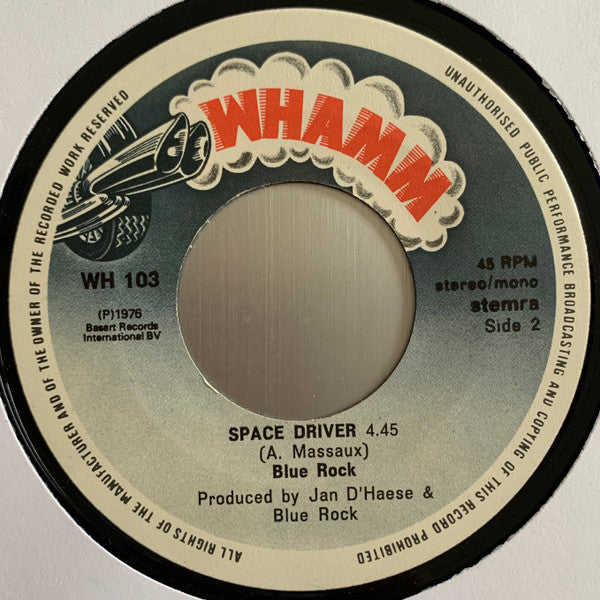 WHAMM
ALL RIGHTS OF THE MANUFACTURER AND OF THE OWNER OF THE RECORDED WORK RESERVED
UNAUTHORISED PUBLIC PERFORMANCE BROADCASTING AND COPYING OF THIS RECORD PROHIBITED
WH 103
(P)1976
Basart Records
International BV
45 RPM
stereo/mono
stemra
Side 2
SPACE DRIVER 4.45
(A. Massaux)
Blue Rock
Produced by Jan D'Haese &
Blue Rock